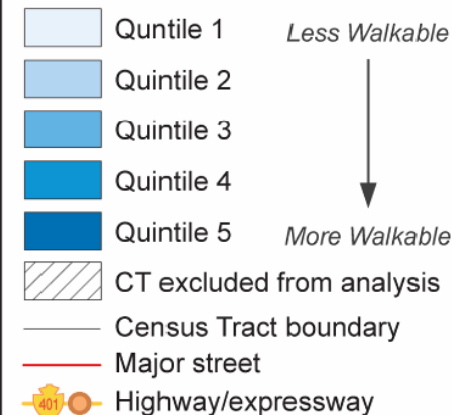 Quntile 1 Less Walkable
Quintile 2
Quintile 3
Quintile 4
Quintile 5 More Walkable
CT excluded from analysis
Census Tract boundary
Major street
401 Highway/expressway